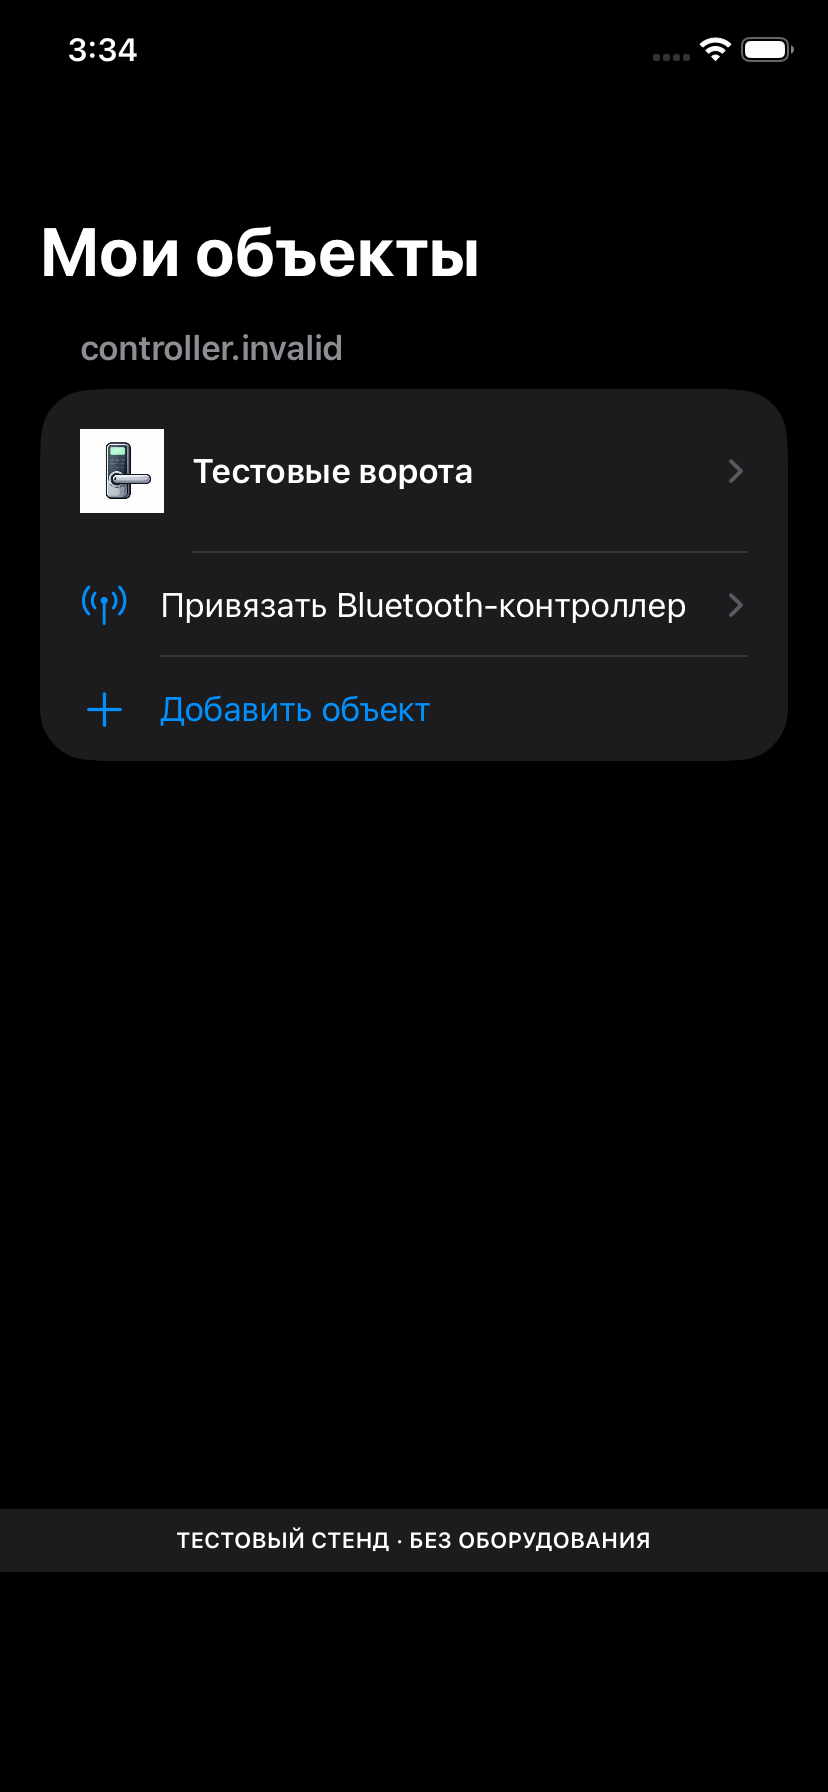 3:34
Мои объекты
controller.invalid
Тестовые ворота
Привязать Bluetooth-контроллер
Добавить объект
ТЕСТОВЫЙ СТЕНД · БЕЗ ОБОРУДОВАНИЯ